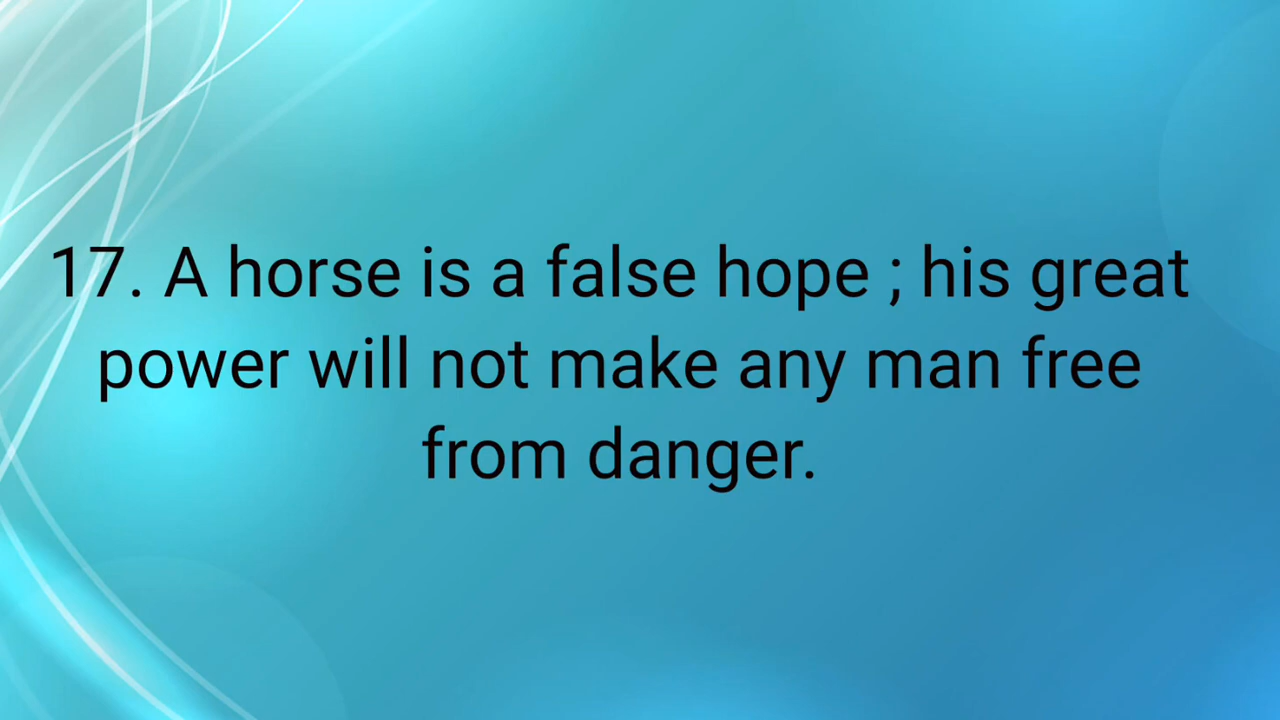 17. A horse is a false hope ; his great
power will not make any man free
from danger.